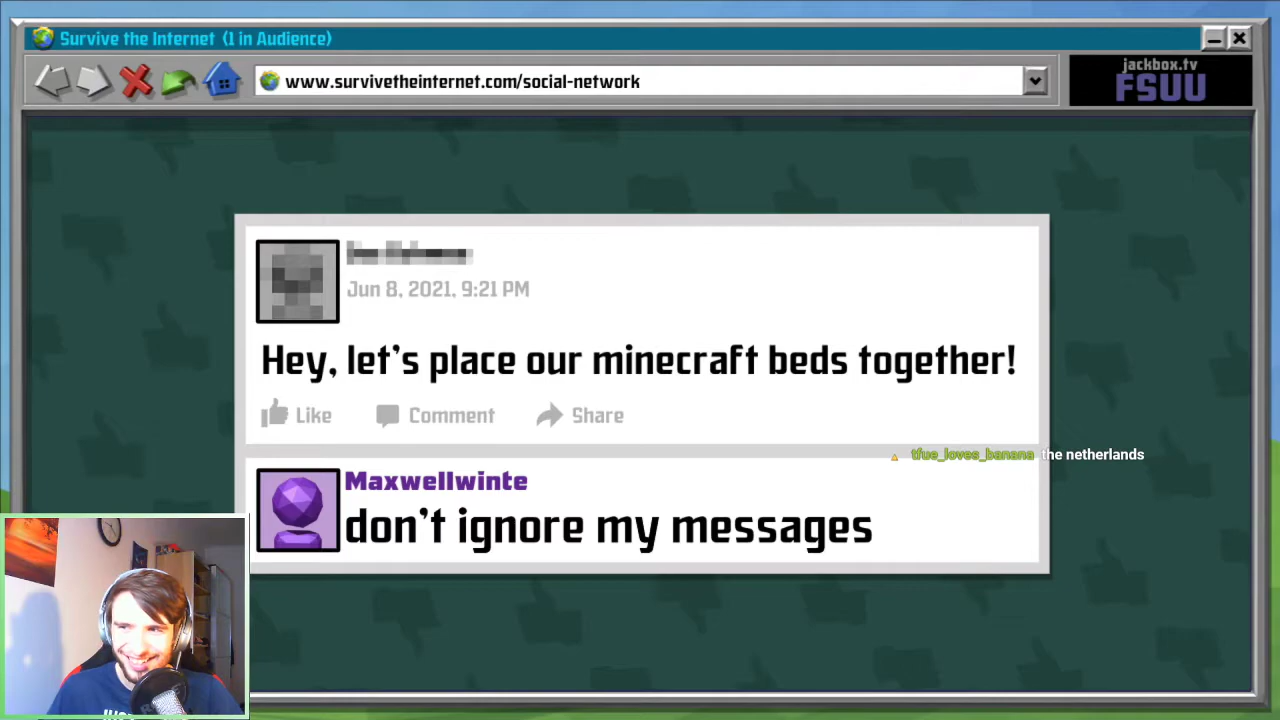 Survive the Internet (1 in Audience)
www.survivetheinternet.com/social-network
jackbox.tv
FSUU
Jun 8, 2021, 9:21 PM
Hey, let's place our minecraft beds together!
Like Comment Share
tfue_loves_banana the netherlands
Maxwellwinte
don't ignore my messages